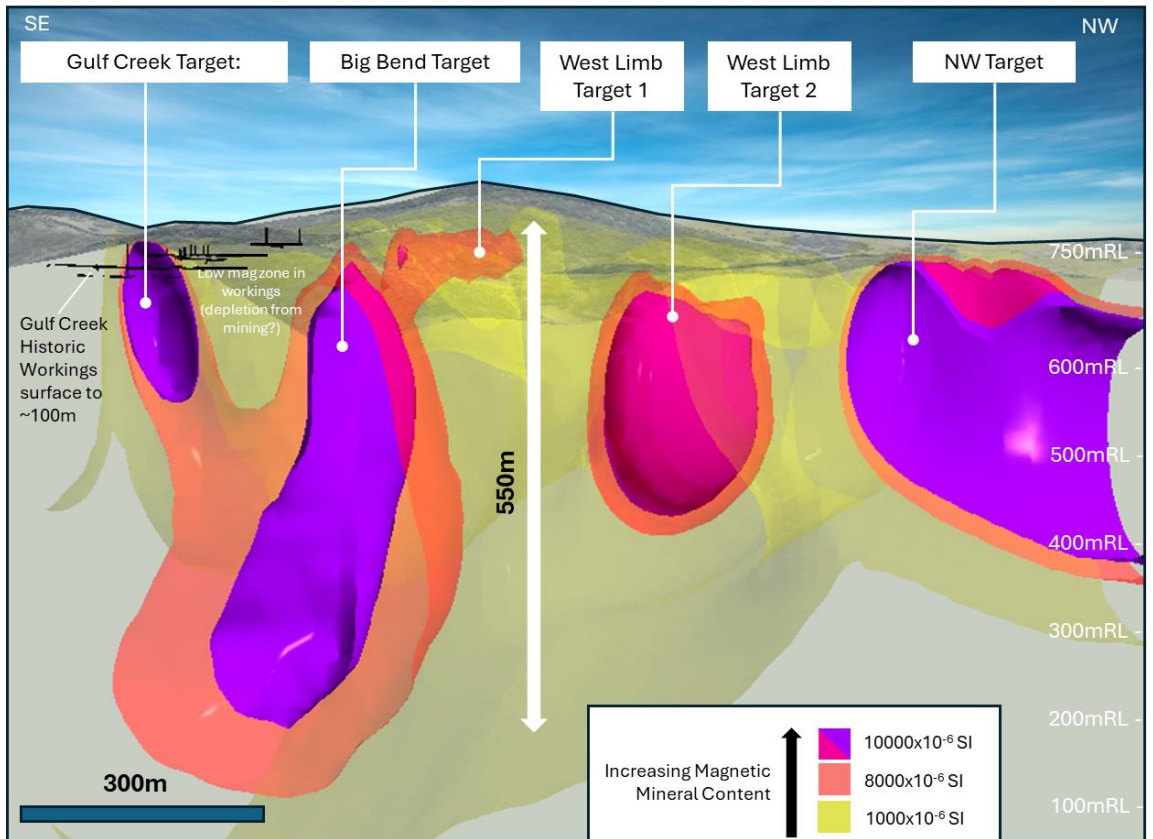 SE
NW
Gulf Creek Target:
Big Bend Target
West Limb
Target 1
West Limb
Target 2
NW Target
750mRL -
Low mag zone in
workings
(depletion from
mining?)
Gulf Creek
Historic
Workings
surface to
~100m
600mRL -
500mRL -
550m
400mRL -
300mRL -
200mRL -
100mRL -
300m
Increasing Magnetic
Mineral Content
10000x10⁻⁶ SI
8000x10⁻⁶ SI
1000x10⁻⁶ SI